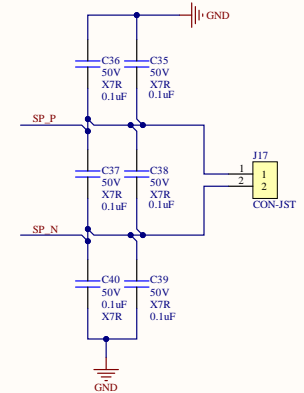 GND
C36 C35
50V 50V
X7R X7R
0.1uF 0.1uF
SP_P
J17
1 1
2 2
CON-JST
C37 C38
50V 50V
X7R X7R
0.1uF 0.1uF
SP_N
C40 C39
50V 50V
0.1uF 0.1uF
X7R X7R
GND